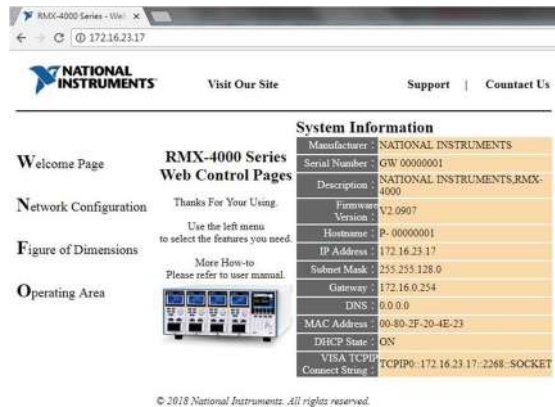 RMX-4000 Series - Web
172.16.23.17
NATIONAL
INSTRUMENTS
Visit Our Site
Support | Countact Us
Welcome Page
Network Configuration
Figure of Dimensions
Operating Area
RMX-4000 Series
Web Control Pages
Thanks For Your Using.
Use the left menu
to select the features you need.
More How-to
Please refer to user manual.
System Information
Manufacturer : NATIONAL INSTRUMENTS
Serial Number : GW 00000001
Description : NATIONAL INSTRUMENTS,RMX-
4000
Firmware
Version : V2.0907
Hostname : P- 00000001
IP Address : 172.16.23.17
Subnet Mask : 255.255.128.0
Gateway : 172.16.0.254
DNS : 0.0.0.0
MAC Address : 00-80-2F-20-4E-23
DHCP State : ON
VISA TCPIP
Connect String : TCPIP0::172.16.23.17::2268::SOCKET
© 2018 National Instruments. All rights reserved.